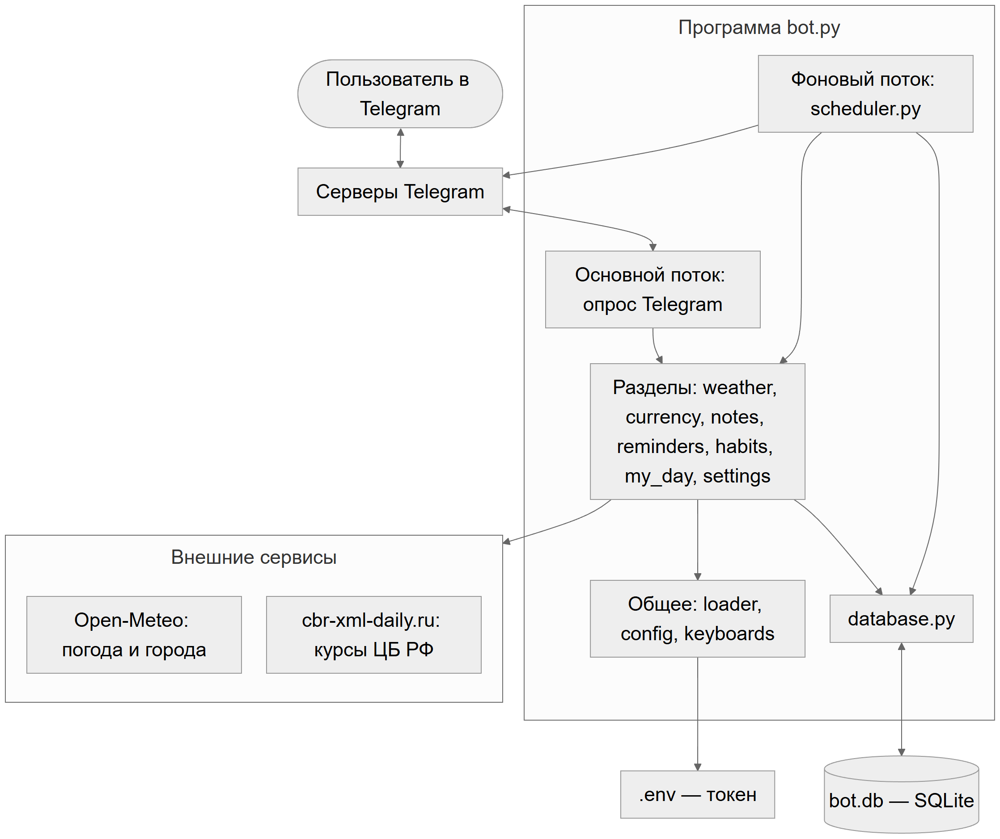 Программа bot.py
Фоновый поток:
scheduler.py
Пользователь в
Telegram
Серверы Telegram
Основной поток:
опрос Telegram
Разделы: weather,
currency, notes,
reminders, habits,
my_day, settings
Внешние сервисы
Open-Meteo:
погода и города
cbr-xml-daily.ru:
курсы ЦБ РФ
Общее: loader,
config, keyboards
database.py
.env — токен
bot.db — SQLite